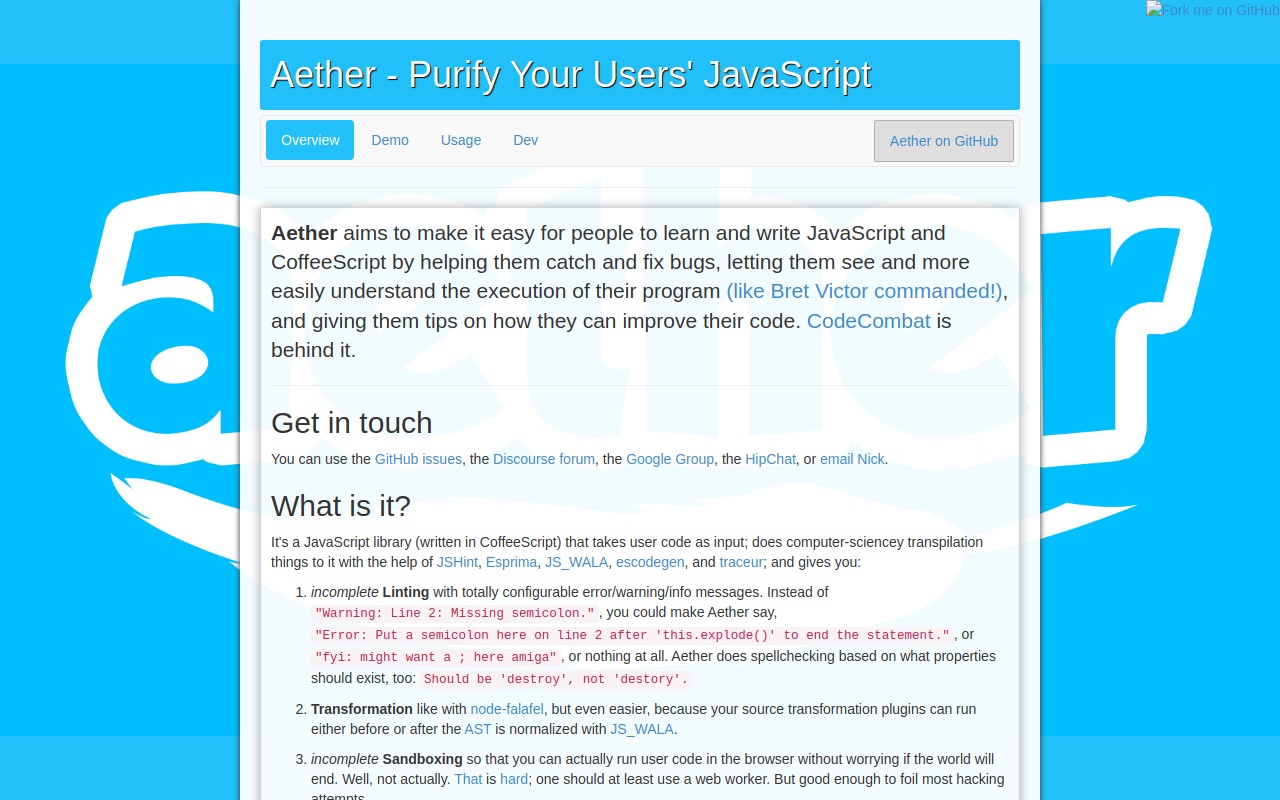 Fork me on GitHub
Aether - Purify Your Users' JavaScript
Overview Demo Usage Dev Aether on GitHub
aether
Aether aims to make it easy for people to learn and write JavaScript and
CoffeeScript by helping them catch and fix bugs, letting them see and more
easily understand the execution of their program (like Bret Victor commanded!),
and giving them tips on how they can improve their code. CodeCombat is
behind it.
Get in touch
You can use the GitHub issues, the Discourse forum, the Google Group, the HipChat, or email Nick.
What is it?
It's a JavaScript library (written in CoffeeScript) that takes user code as input; does computer-sciencey transpilation
things to it with the help of JSHint, Esprima, JS_WALA, escodegen, and traceur; and gives you:
1. incomplete Linting with totally configurable error/warning/info messages. Instead of
"Warning: Line 2: Missing semicolon.", you could make Aether say,
"Error: Put a semicolon here on line 2 after 'this.explode()' to end the statement.", or
"fyi: might want a ; here amiga", or nothing at all. Aether does spellchecking based on what properties
should exist, too: Should be 'destroy', not 'destory'.
2. Transformation like with node-falafel, but even easier, because your source transformation plugins can run
either before or after the AST is normalized with JS_WALA.
3. incomplete Sandboxing so that you can actually run user code in the browser without worrying if the world will
end. Well, not actually. That is hard; one should at least use a web worker. But good enough to foil most hacking
attempts.